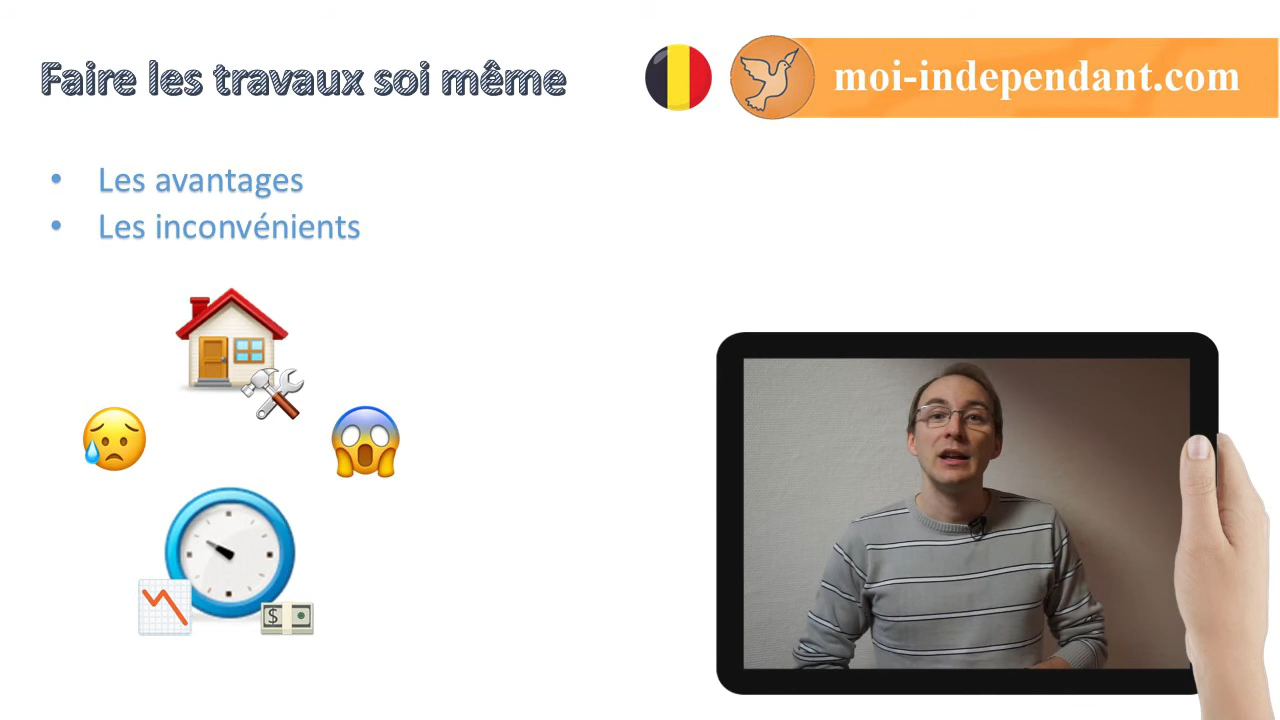 Faire les travaux soi même
moi-independant.com
• Les avantages
• Les inconvénients
$